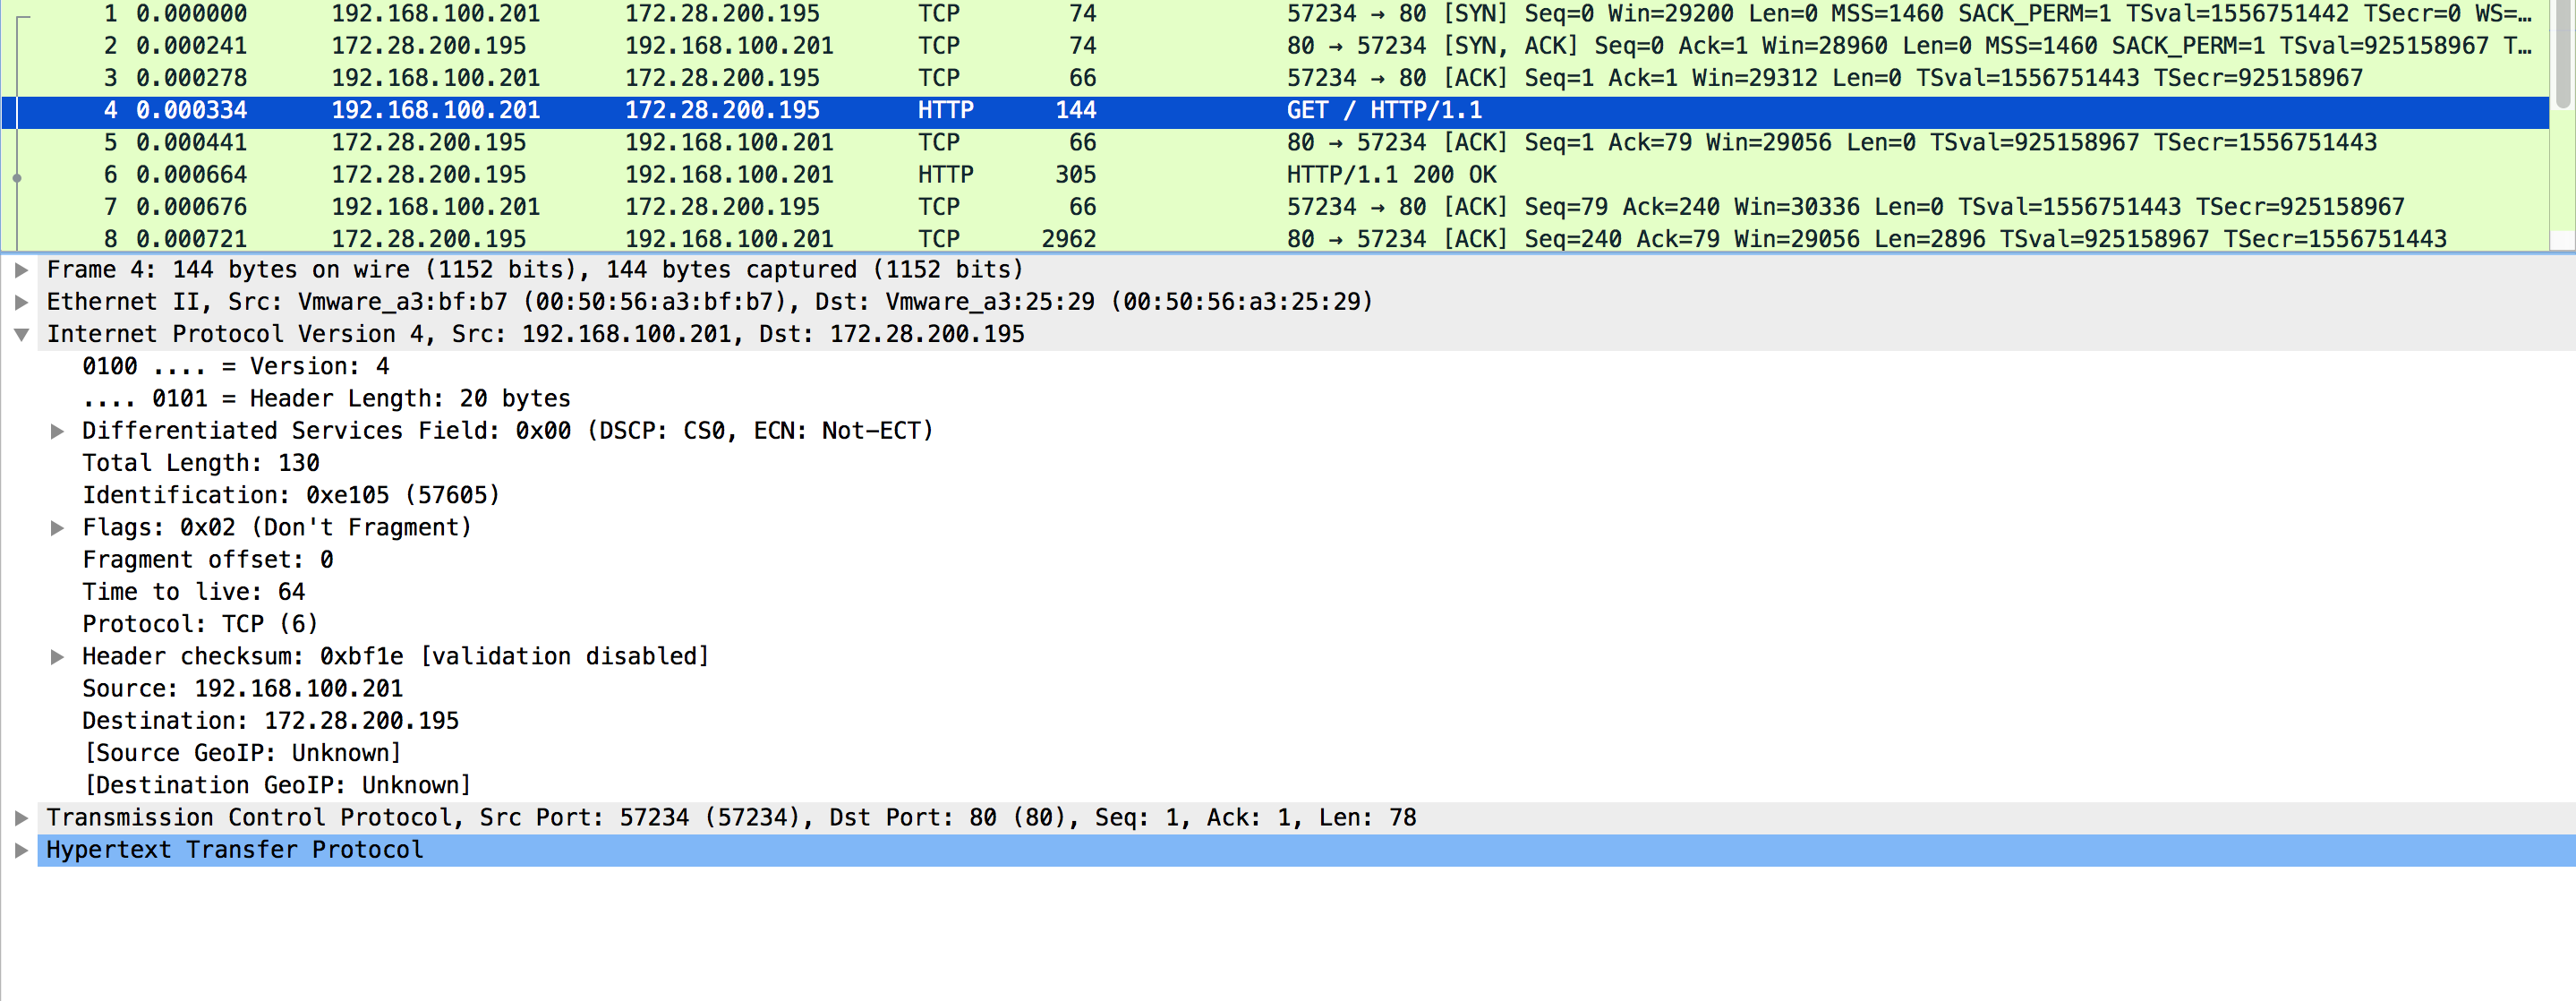 1 0.000000 192.168.100.201 172.28.200.195 TCP 74 57234 → 80 [SYN] Seq=0 Win=29200 Len=0 MSS=1460 SACK_PERM=1 TSval=1556751442 TSecr=0 WS=…
2 0.000241 172.28.200.195 192.168.100.201 TCP 74 80 → 57234 [SYN, ACK] Seq=0 Ack=1 Win=28960 Len=0 MSS=1460 SACK_PERM=1 TSval=925158967 T…
3 0.000278 192.168.100.201 172.28.200.195 TCP 66 57234 → 80 [ACK] Seq=1 Ack=1 Win=29312 Len=0 TSval=1556751443 TSecr=925158967
4 0.000334 192.168.100.201 172.28.200.195 HTTP 144 GET / HTTP/1.1
5 0.000441 172.28.200.195 192.168.100.201 TCP 66 80 → 57234 [ACK] Seq=1 Ack=79 Win=29056 Len=0 TSval=925158967 TSecr=1556751443
6 0.000664 172.28.200.195 192.168.100.201 HTTP 305 HTTP/1.1 200 OK
7 0.000676 192.168.100.201 172.28.200.195 TCP 66 57234 → 80 [ACK] Seq=79 Ack=240 Win=30336 Len=0 TSval=1556751443 TSecr=925158967
8 0.000721 172.28.200.195 192.168.100.201 TCP 2962 80 → 57234 [ACK] Seq=240 Ack=79 Win=29056 Len=2896 TSval=925158967 TSecr=1556751443
Frame 4: 144 bytes on wire (1152 bits), 144 bytes captured (1152 bits)
Ethernet II, Src: Vmware_a3:bf:b7 (00:50:56:a3:bf:b7), Dst: Vmware_a3:25:29 (00:50:56:a3:25:29)
Internet Protocol Version 4, Src: 192.168.100.201, Dst: 172.28.200.195
0100 .... = Version: 4
.... 0101 = Header Length: 20 bytes
Differentiated Services Field: 0x00 (DSCP: CS0, ECN: Not-ECT)
Total Length: 130
Identification: 0xe105 (57605)
Flags: 0x02 (Don't Fragment)
Fragment offset: 0
Time to live: 64
Protocol: TCP (6)
Header checksum: 0xbf1e [validation disabled]
Source: 192.168.100.201
Destination: 172.28.200.195
[Source GeoIP: Unknown]
[Destination GeoIP: Unknown]
Transmission Control Protocol, Src Port: 57234 (57234), Dst Port: 80 (80), Seq: 1, Ack: 1, Len: 78
Hypertext Transfer Protocol